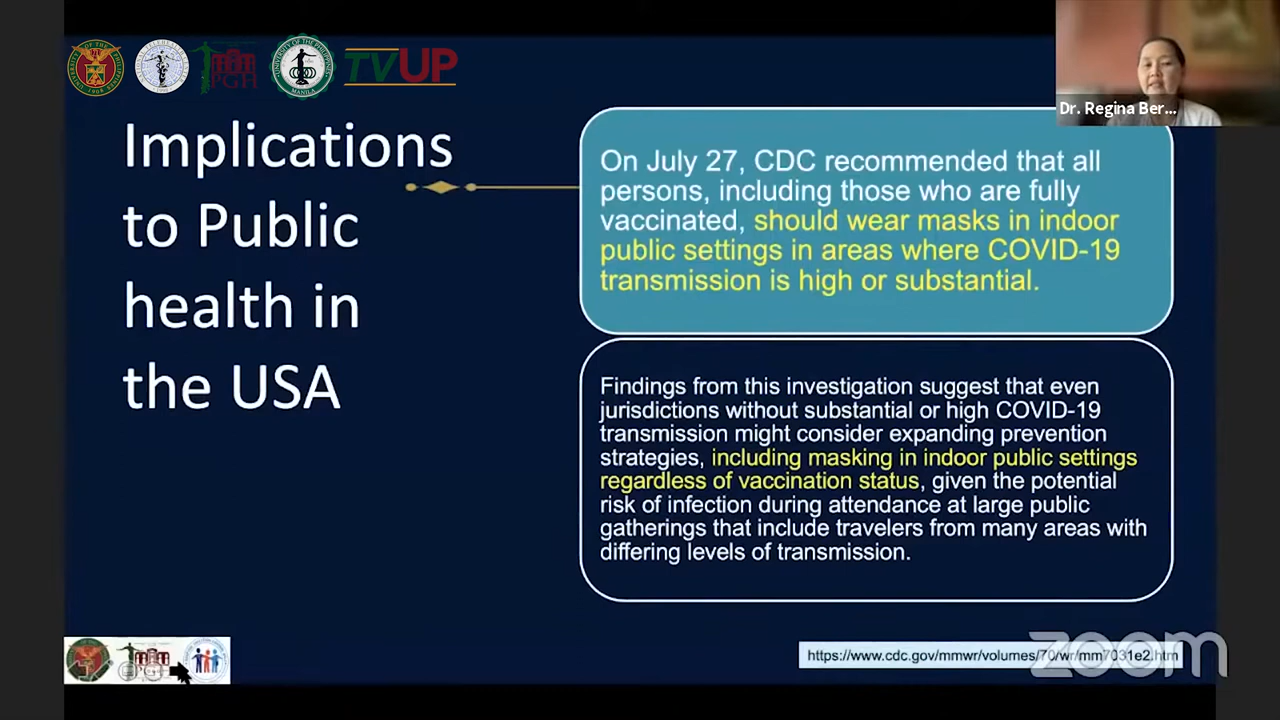 TVUP
Dr. Regina Ber...
Implications
to Public
health in
the USA
On July 27, CDC recommended that all
persons, including those who are fully
vaccinated, should wear masks in indoor
public settings in areas where COVID-19
transmission is high or substantial.
Findings from this investigation suggest that even
jurisdictions without substantial or high COVID-19
transmission might consider expanding prevention
strategies, including masking in indoor public settings
regardless of vaccination status, given the potential
risk of infection during attendance at large public
gatherings that include travelers from many areas with
differing levels of transmission.
https://www.cdc.gov/mmwr/volumes/70/wr/mm7031e2.htm
zoom
PGH